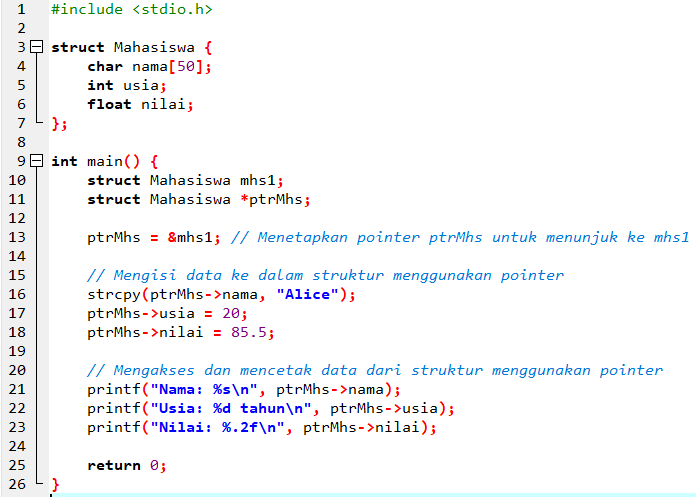 1 #include <stdio.h>
2
3 struct Mahasiswa {
4     char nama[50];
5     int usia;
6     float nilai;
7 };
8
9 int main() {
10     struct Mahasiswa mhs1;
11     struct Mahasiswa *ptrMhs;
12
13     ptrMhs = &mhs1; // Menetapkan pointer ptrMhs untuk menunjuk ke mhs1
14
15     // Mengisi data ke dalam struktur menggunakan pointer
16     strcpy(ptrMhs->nama, "Alice");
17     ptrMhs->usia = 20;
18     ptrMhs->nilai = 85.5;
19
20     // Mengakses dan mencetak data dari struktur menggunakan pointer
21     printf("Nama: %s\n", ptrMhs->nama);
22     printf("Usia: %d tahun\n", ptrMhs->usia);
23     printf("Nilai: %.2f\n", ptrMhs->nilai);
24
25     return 0;
26 }